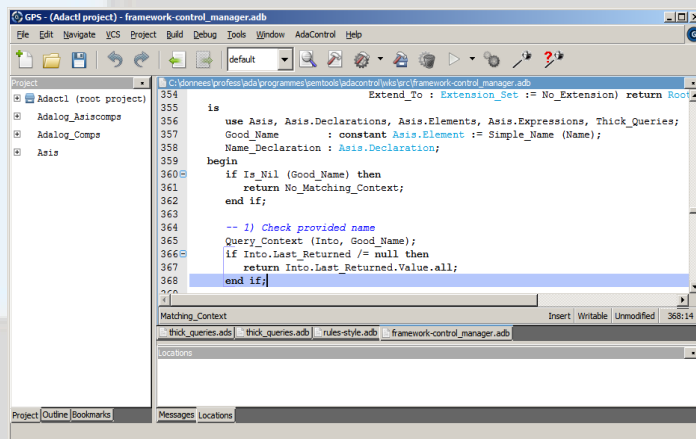 GPS - (Adactl project) - framework-control_manager.adb
File Edit Navigate VCS Project Build Debug Tools Window AdaControl Help
default
Project
Adactl (root project)
Adalog_Asiscomps
Adalog_Comps
Asis
C:\donnees\profess\ada\programmes\semtools\adacontrol\wks\src\framework-control_manager.adb
354 Extend_To : Extension_Set := No_Extension) return Root
355 is
356 use Asis, Asis.Declarations, Asis.Elements, Asis.Expressions, Thick_Queries;
357 Good_Name : constant Asis.Element := Simple_Name (Name);
358 Name_Declaration : Asis.Declaration;
359 begin
360 if Is_Nil (Good_Name) then
361 return No_Matching_Context;
362 end if;
363
364 -- 1) Check provided name
365 Query_Context (Into, Good_Name);
366 if Into.Last_Returned /= null then
367 return Into.Last_Returned.Value.all;
368 end if;
Matching_Context Insert Writable Unmodified 368:14
thick_queries.ads thick_queries.adb rules-style.adb framework-control_manager.adb
Locations
Project Outline Bookmarks Messages Locations